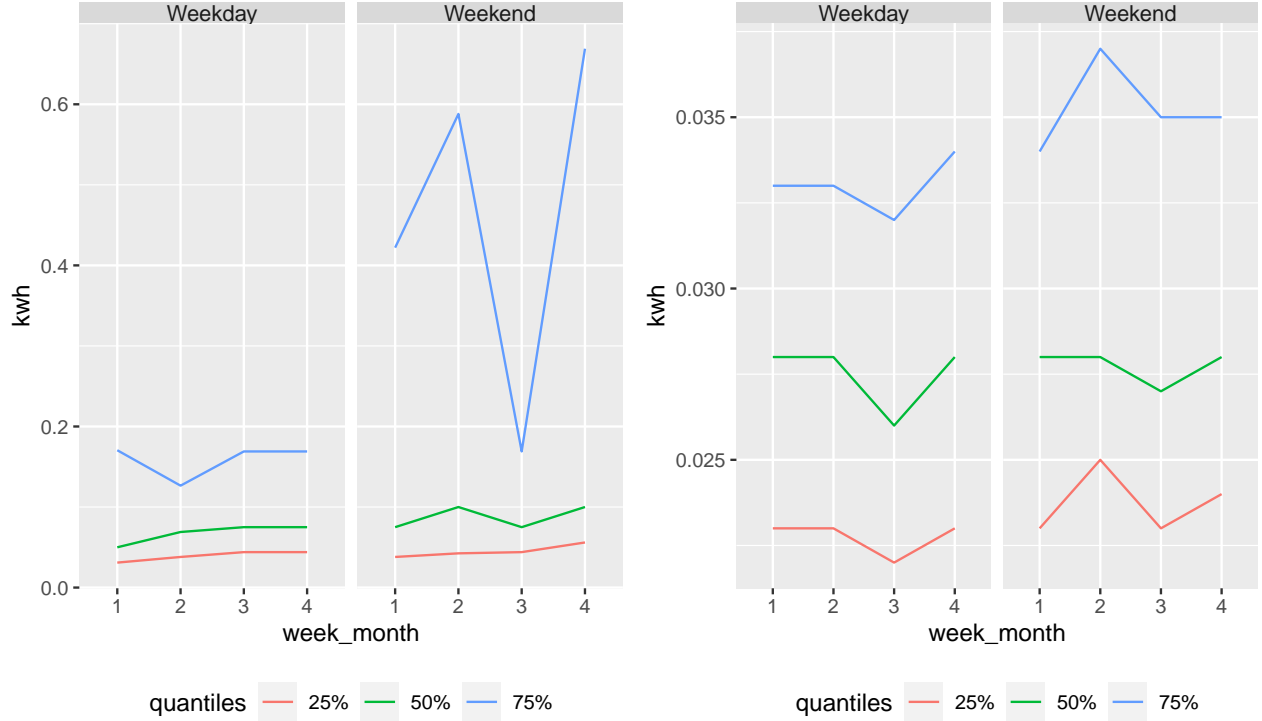 Weekday Weekend
0.6
0.4
0.2
0.0
kwh
1 2 3 4 1 2 3 4
week_month
quantiles 25% 50% 75%
Weekday Weekend
0.035
0.030
0.025
kwh
1 2 3 4 1 2 3 4
week_month
quantiles 25% 50% 75%